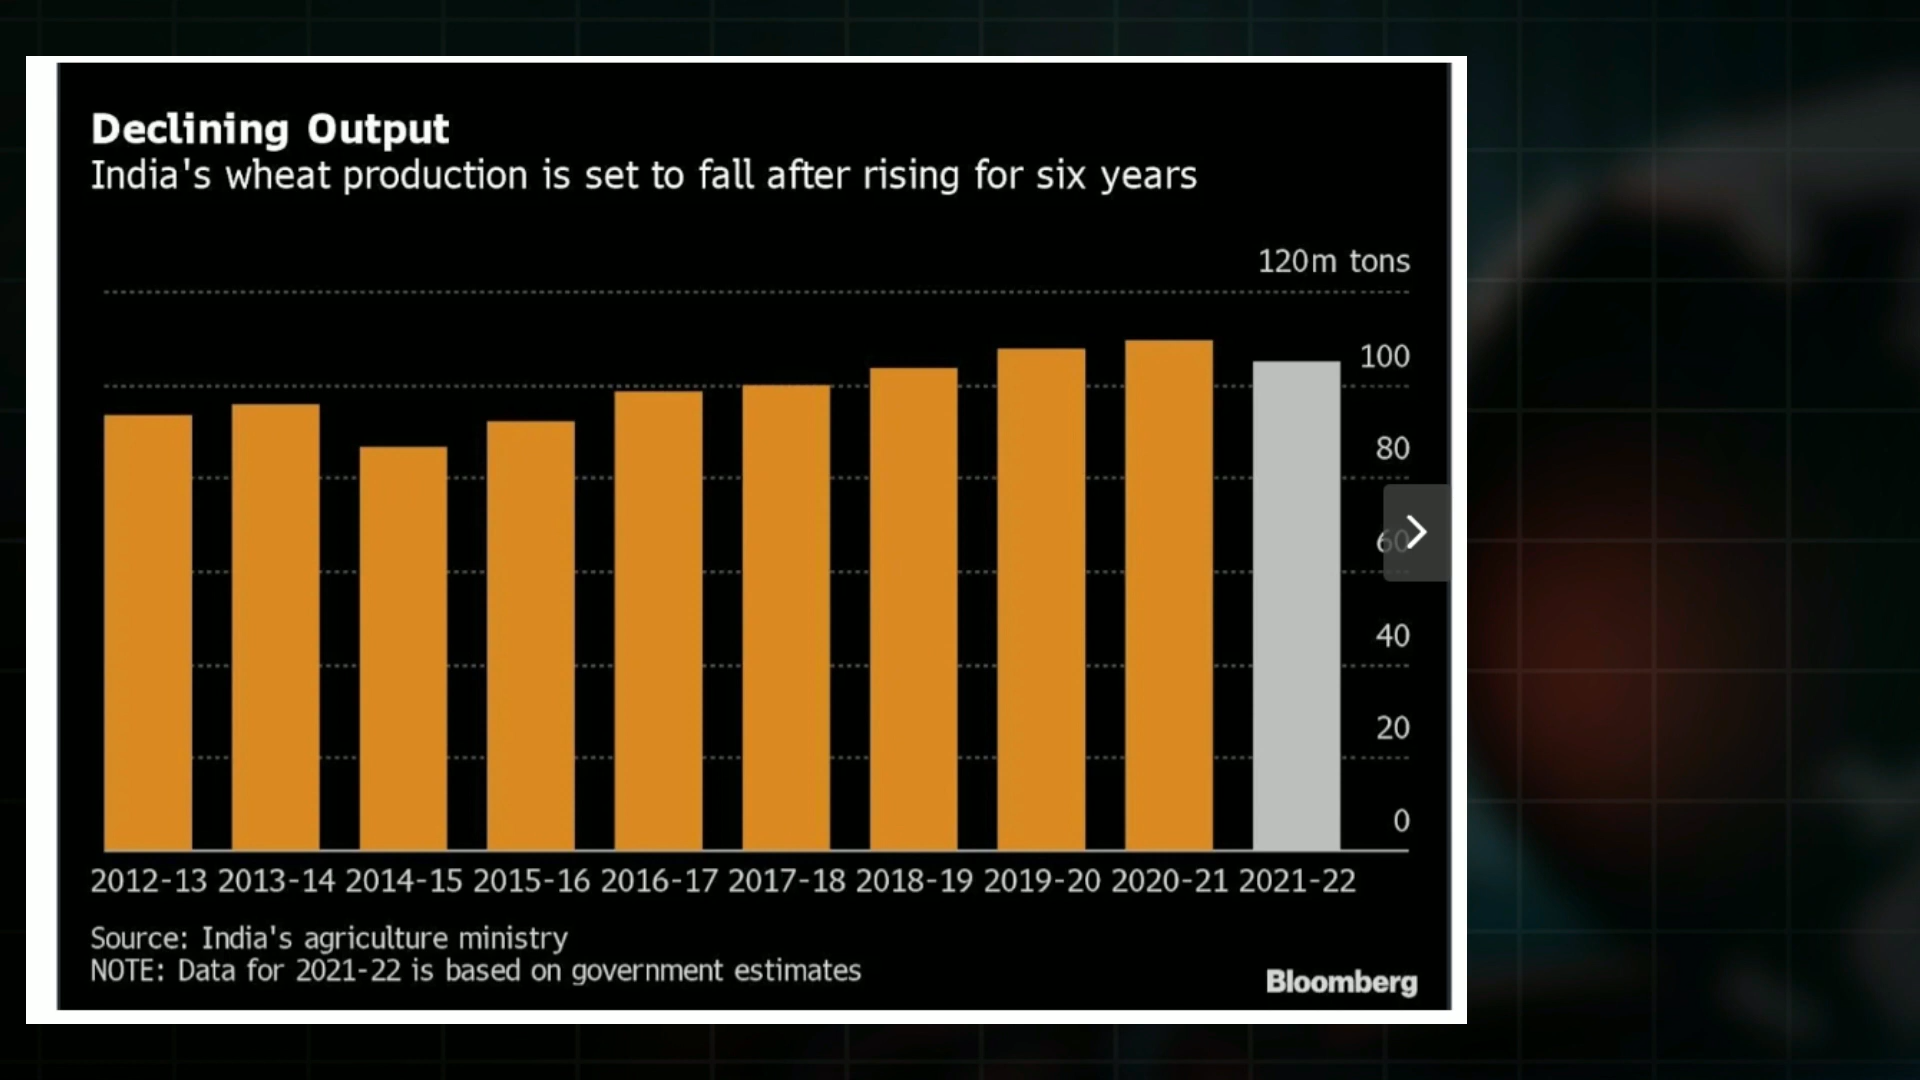 Declining Output
India's wheat production is set to fall after rising for six years
120m tons
100
80
60
40
20
0
2012-13 2013-14 2014-15 2015-16 2016-17 2017-18 2018-19 2019-20 2020-21 2021-22
Source: India's agriculture ministry
NOTE: Data for 2021-22 is based on government estimates
Bloomberg